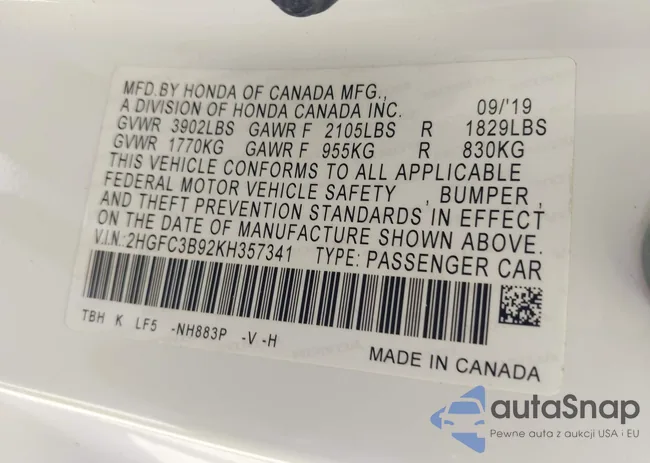 MFD.BY HONDA OF CANADA MFG.,
A DIVISION OF HONDA CANADA INC. 09/'19
GVWR 3902LBS GAWR F 2105LBS R 1829LBS
GVWR 1770KG GAWR F 955KG R 830KG
THIS VEHICLE CONFORMS TO ALL APPLICABLE
FEDERAL MOTOR VEHICLE SAFETY , BUMPER,
AND THEFT PREVENTION STANDARDS IN EFFECT
ON THE DATE OF MANUFACTURE SHOWN ABOVE.
V.I.N.:2HGFC3B92KH357341 TYPE: PASSENGER CAR
TBH K LF5 -NH883P -V -H
MADE IN CANADA
autaSnap
Pewne auta z aukcji USA i EU